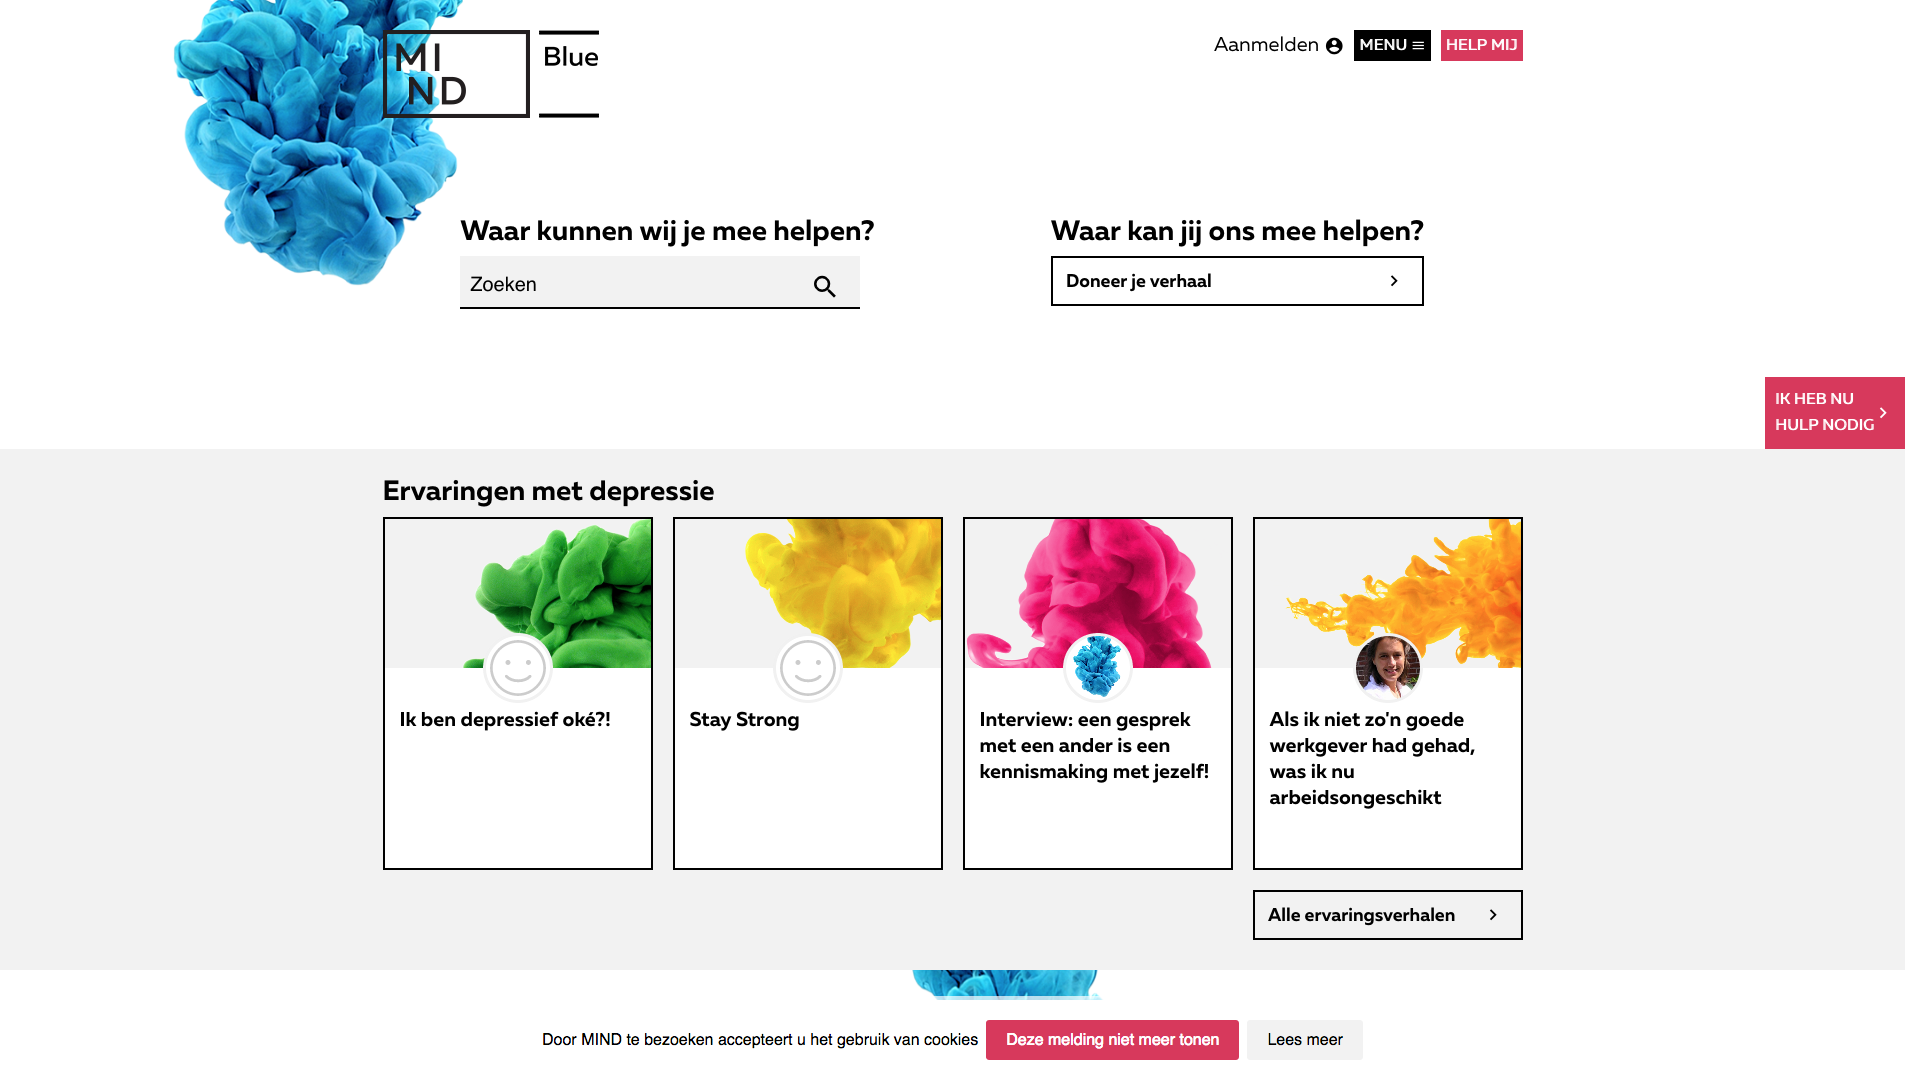 MI
ND
Blue
Aanmelden
MENU
HELP MIJ
Waar kunnen wij je mee helpen?
Zoeken
Waar kan jij ons mee helpen?
Doneer je verhaal
IK HEB NU
HULP NODIG
Ervaringen met depressie
Ik ben depressief oké?!
Stay Strong
Interview: een gesprek
met een ander is een
kennismaking met jezelf!
Als ik niet zo'n goede
werkgever had gehad,
was ik nu
arbeidsongeschikt
Alle ervaringsverhalen
Door MIND te bezoeken accepteert u het gebruik van cookies
Deze melding niet meer tonen
Lees meer